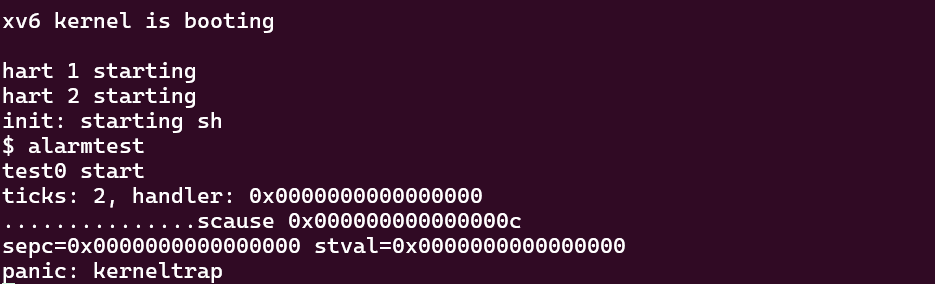 xv6 kernel is booting
hart 1 starting
hart 2 starting
init: starting sh
$ alarmtest
test0 start
ticks: 2, handler: 0x0000000000000000
...............scause 0x000000000000000c
sepc=0x0000000000000000 stval=0x0000000000000000
panic: kerneltrap